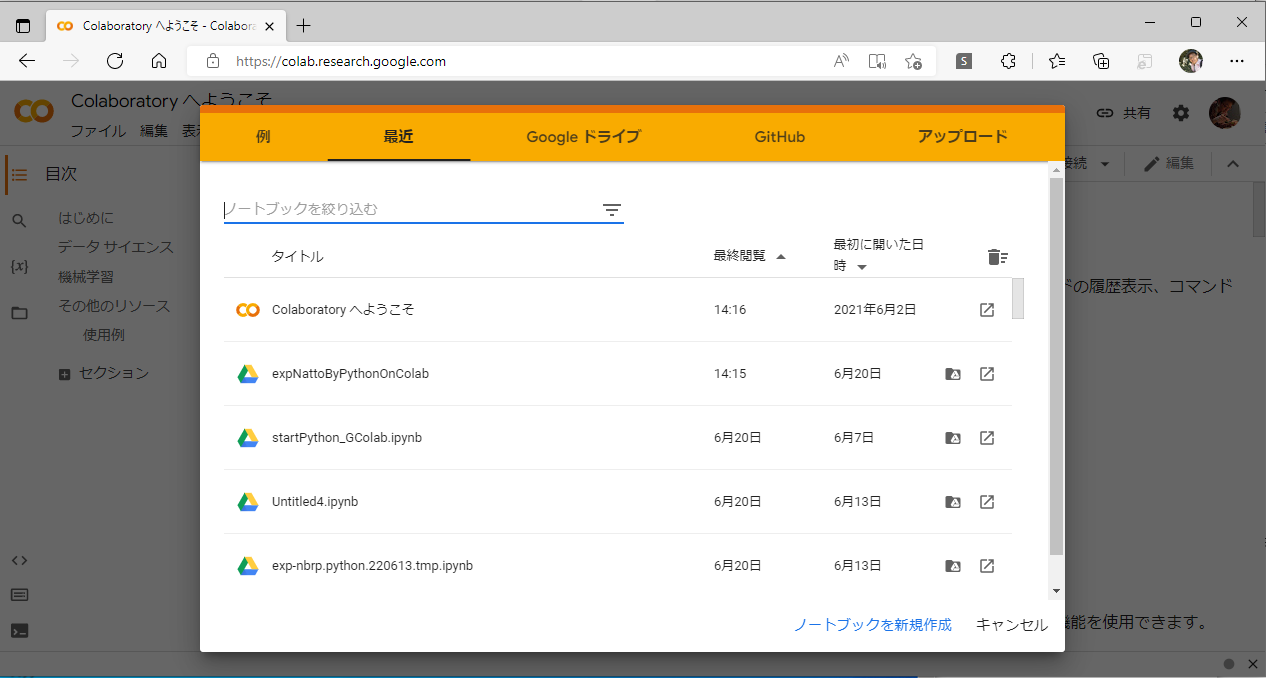 Colaboratory へようこそ - Colabora
https://colab.research.google.com
S
Colaboratory へようこそ
ファイル 編集 表示
共有
例 最近 Google ドライブ GitHub アップロード
接続
編集
目次
はじめに
データ サイエンス
機械学習
その他のリソース
使用例
セクション
{x}
ノートブックを絞り込む
タイトル 最終閲覧 最初に開いた日
時
Colaboratory へようこそ 14:16 2021年6月2日
expNattoByPythonOnColab 14:15 6月20日
startPython_GColab.ipynb 6月20日 6月7日
Untitled4.ipynb 6月20日 6月13日
exp-nbrp.python.220613.tmp.ipynb 6月20日 6月13日
ドの履歴表示、コマンド
ノートブックを新規作成 キャンセル
機能を使用できます。